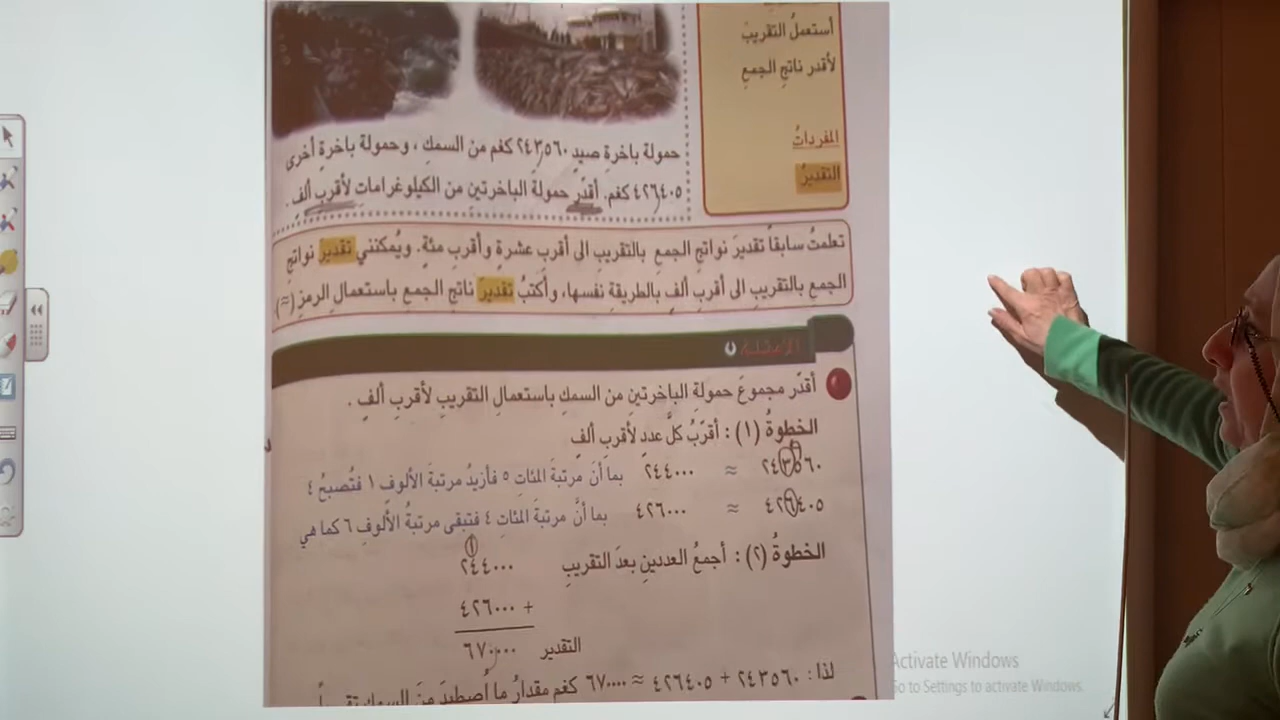 أستعملُ التقريبَ
لأقدر ناتجَ الجمعِ
المفرداتُ
التقديرُ
حمولة باخرةِ صيدٍ ٢٤٣٥٦٠ كغم من السمكِ ، وحمولة باخرةٍ أخرى
٤٢٦٤٠٥ كغم. أقدّر حمولةَ الباخرتينِ من الكيلوغرامات لأقربِ ألفٍ .
تعلمتُ سابقاً تقديرَ نواتجِ الجمعِ بالتقريبِ الى أقربِ عشرةٍ وأقربِ مئةٍ. ويُمكنني تقديرَ نواتجِ
الجمعِ بالتقريبِ الى أقربِ ألفٍ بالطريقةِ نفسها، وأكتبُ تقديرَ ناتجِ الجمعِ باستعمالِ الرمزِ (≈).
الأمثلة
أقدّر مجموعَ حمولةِ الباخرتينِ من السمكِ باستعمالِ التقريبِ لأقربِ ألفٍ .
الخطوةُ (١) : أقرّبُ كلَّ عددٍ لأقربِ ألفٍ
٢٤٣٥٦٠ ≈ ٢٤٤٠٠٠ بما أنَّ مرتبةَ المئاتِ ٥ فأزيدُ مرتبةَ الألوفِ ١ فتُصبحُ ٤
٤٢٦٤٠٥ ≈ ٤٢٦٠٠٠ بما أنَّ مرتبةَ المئاتِ ٤ فتبقى مرتبةُ الألوفِ ٦ كما هي
الخطوةُ (٢) : أجمعُ العددينِ بعدَ التقريبِ
١
٢٤٤٠٠٠
٤٢٦٠٠٠ +
التقدير ٦٧٠٠٠٠
لذا : ٢٤٣٥٦٠ + ٤٢٦٤٠٥ ≈ ٦٧٠٠٠٠ كغم مقدارُ ما اُصطيدَ منَ السمكِ
Activate Windows
Go to Settings to activate Windows.